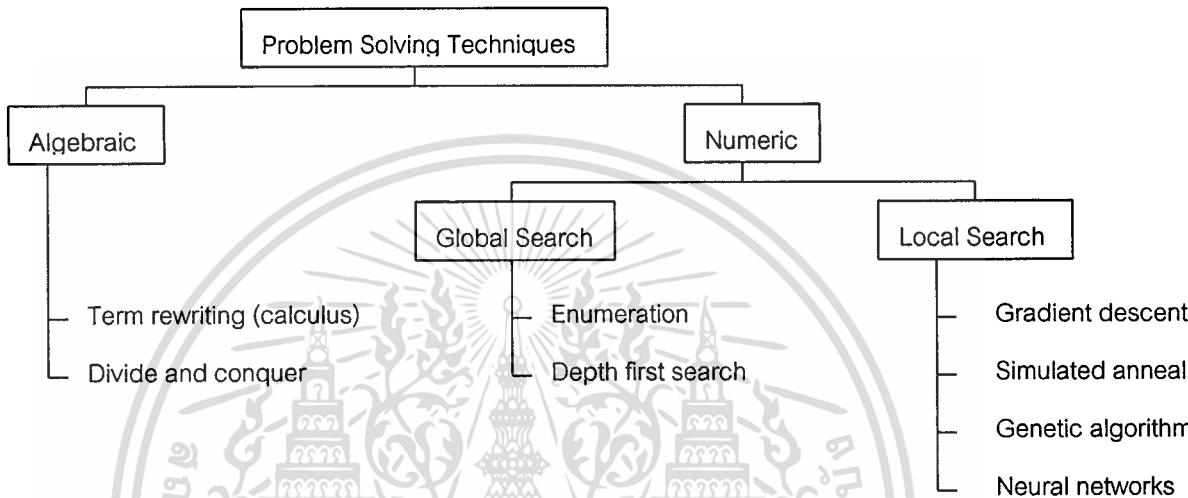 Problem Solving Techniques
Algebraic
Numeric
Global Search
Local Search
Term rewriting (calculus)
Divide and conquer
Enumeration
Depth first search
Gradient descent
Simulated anneal
Genetic algorithm
Neural networks